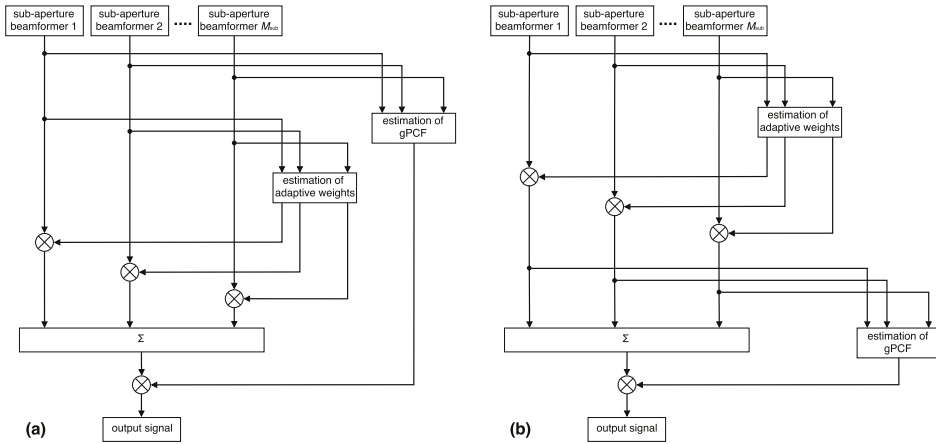 sub-aperture
beamformer 1
sub-aperture
beamformer 2
....
sub-aperture
beamformer Msub
estimation of
gPCF
estimation of
adaptive weights
Σ
output signal
(a)
sub-aperture
beamformer 1
sub-aperture
beamformer 2
....
sub-aperture
beamformer Msub
estimation of
adaptive weights
Σ
estimation of
gPCF
output signal
(b)